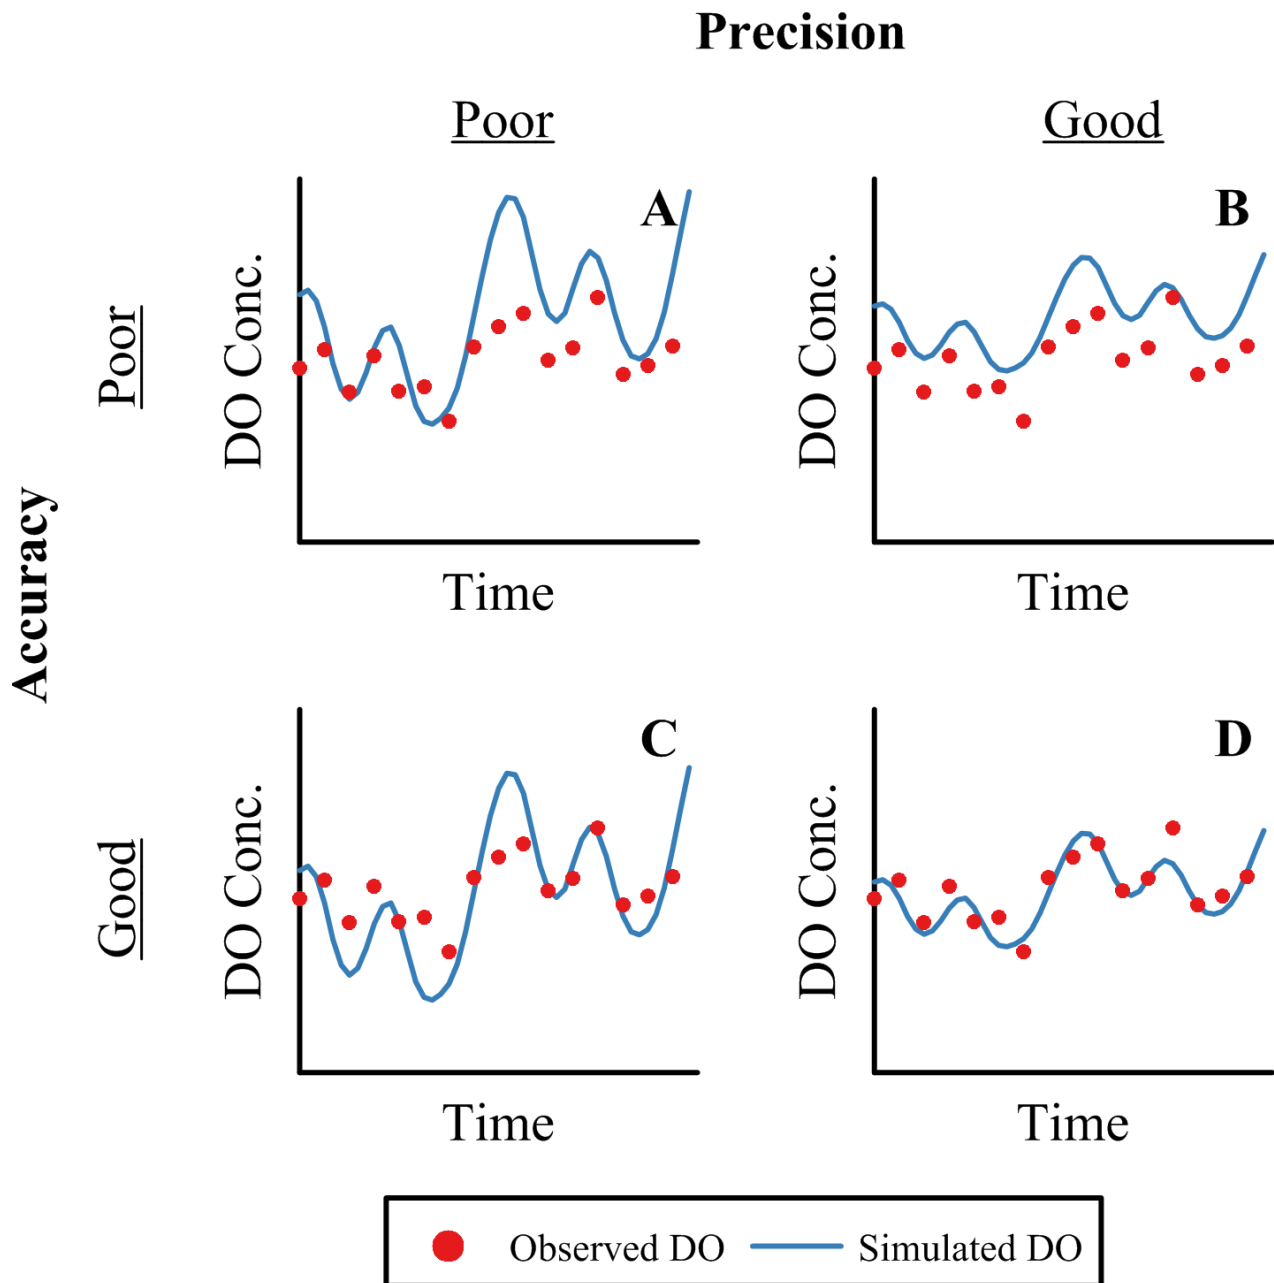 Precision
Poor
Good
Accuracy
Poor
DO Conc.
A
Time
DO Conc.
B
Time
Good
DO Conc.
C
Time
DO Conc.
D
Time
Observed DO
Simulated DO